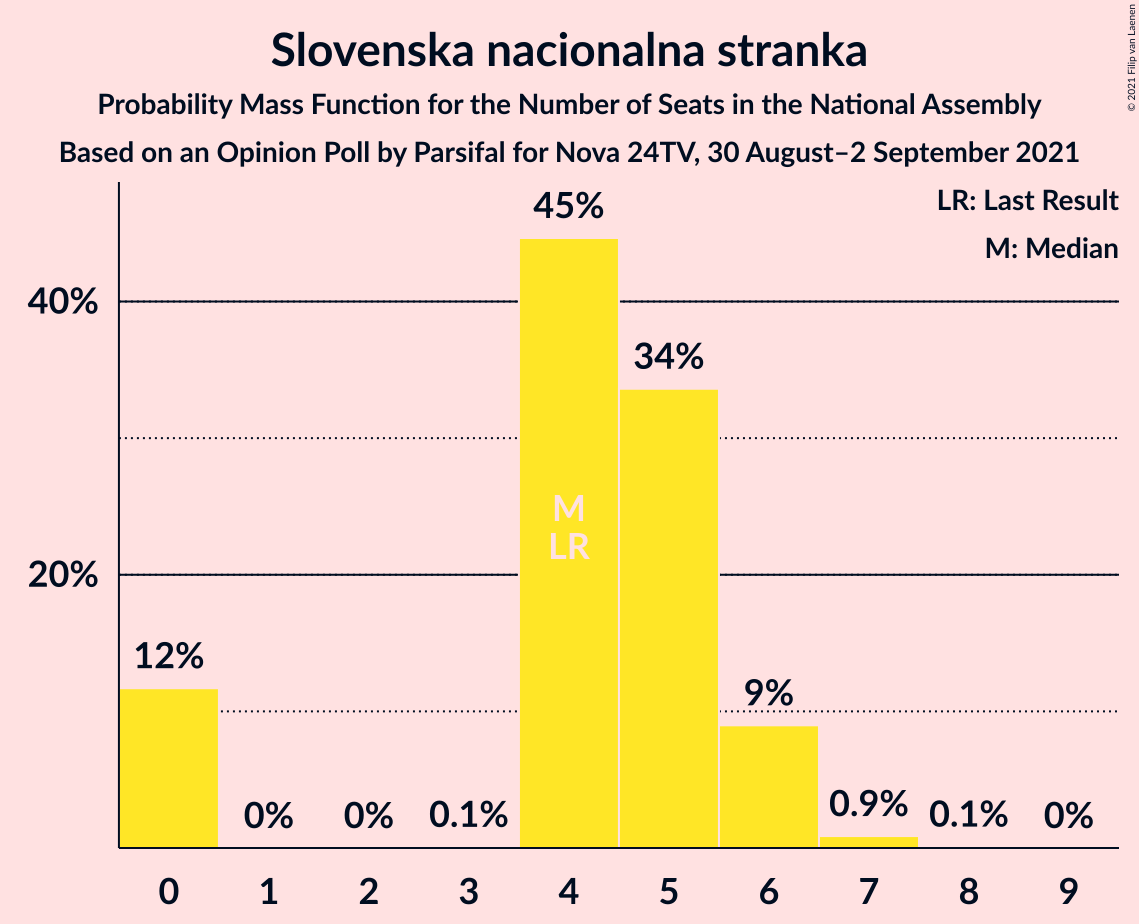 Slovenska nacionalna stranka
Probability Mass Function for the Number of Seats in the National Assembly
Based on an Opinion Poll by Parsifal for Nova 24TV, 30 August–2 September 2021
© 2021 Filip van Laenen
LR: Last Result
M: Median
45%
40%
34%
M
LR
20%
12%
9%
0% 0% 0.1% 0.9% 0.1% 0%
0 1 2 3 4 5 6 7 8 9